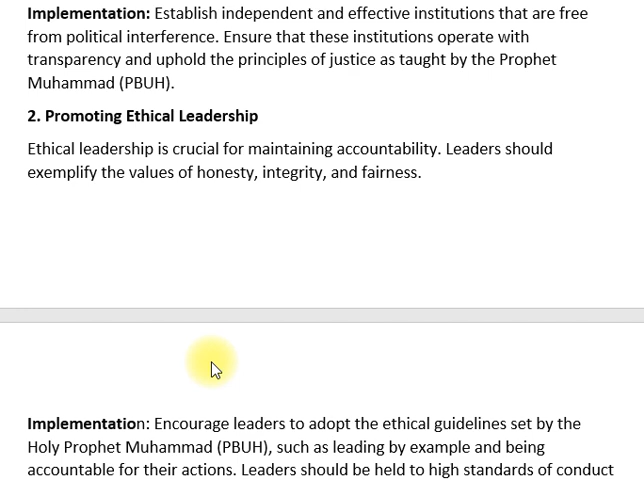 Implementation: Establish independent and effective institutions that are free
from political interference. Ensure that these institutions operate with
transparency and uphold the principles of justice as taught by the Prophet
Muhammad (PBUH).
2. Promoting Ethical Leadership
Ethical leadership is crucial for maintaining accountability. Leaders should
exemplify the values of honesty, integrity, and fairness.
Implementation: Encourage leaders to adopt the ethical guidelines set by the
Holy Prophet Muhammad (PBUH), such as leading by example and being
accountable for their actions. Leaders should be held to high standards of conduct